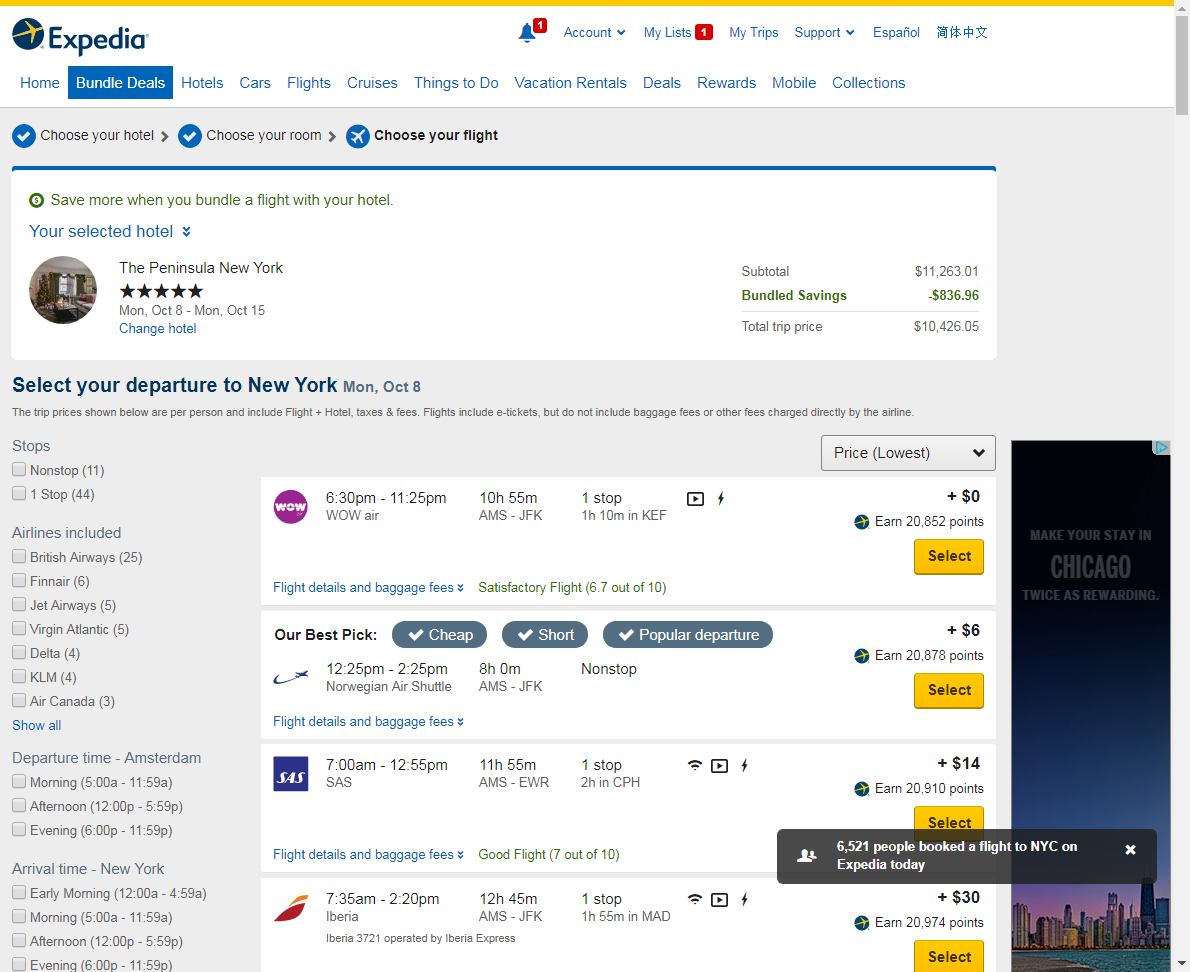 Expedia
1
Account
My Lists 1
My Trips
Support
Español
简体中文
Home
Bundle Deals
Hotels
Cars
Flights
Cruises
Things to Do
Vacation Rentals
Deals
Rewards
Mobile
Collections
Choose your hotel
Choose your room
Choose your flight
Save more when you bundle a flight with your hotel.
Your selected hotel
The Peninsula New York
Mon, Oct 8 - Mon, Oct 15
Change hotel
Subtotal $11,263.01
Bundled Savings -$836.96
Total trip price $10,426.05
Select your departure to New York Mon, Oct 8
The trip prices shown below are per person and include Flight + Hotel, taxes & fees. Flights include e-tickets, but do not include baggage fees or other fees charged directly by the airline.
Stops
Nonstop (11)
1 Stop (44)
Airlines included
British Airways (25)
Finnair (6)
Jet Airways (5)
Virgin Atlantic (5)
Delta (4)
KLM (4)
Air Canada (3)
Show all
Departure time - Amsterdam
Morning (5:00a - 11:59a)
Afternoon (12:00p - 5:59p)
Evening (6:00p - 11:59p)
Arrival time - New York
Early Morning (12:00a - 4:59a)
Morning (5:00a - 11:59a)
Afternoon (12:00p - 5:59p)
Evening (6:00p - 11:59p)
Price (Lowest)
WOW
6:30pm - 11:25pm 10h 55m 1 stop + $0
WOW air AMS - JFK 1h 10m in KEF
Earn 20,852 points
Select
Flight details and baggage fees Satisfactory Flight (6.7 out of 10)
Our Best Pick: Cheap Short Popular departure + $6
Earn 20,878 points
12:25pm - 2:25pm 8h 0m Nonstop
Norwegian Air Shuttle AMS - JFK
Select
Flight details and baggage fees
SAS
7:00am - 12:55pm 11h 55m 1 stop + $14
SAS AMS - EWR 2h in CPH
Earn 20,910 points
Select
Flight details and baggage fees Good Flight (7 out of 10)
6,521 people booked a flight to NYC on
Expedia today
7:35am - 2:20pm 12h 45m 1 stop + $30
Iberia AMS - JFK 1h 55m in MAD
Earn 20,974 points
Iberia 3721 operated by Iberia Express
Select
MAKE YOUR STAY IN
CHICAGO
TWICE AS REWARDING.